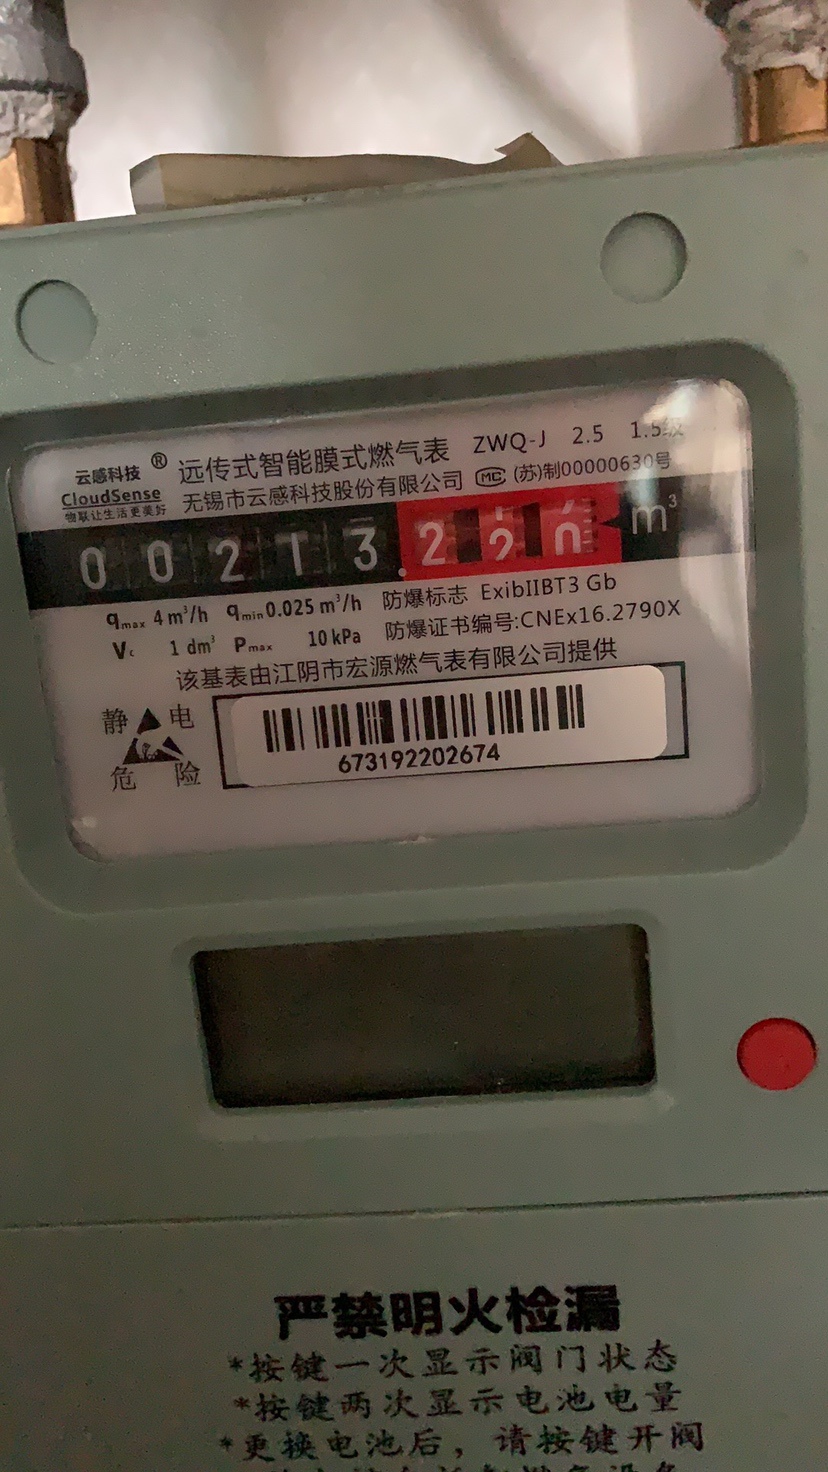 云感科技® 远传式智能膜式燃气表 ZWQ-J 2.5 1.5级
CloudSense 无锡市云感科技股份有限公司 MC (苏)制00000630号
物联让生活更美好
00213.2 m³
qmax 4 m³/h qmin 0.025 m³/h 防爆标志 ExibIIBT3 Gb
Vc 1 dm³ Pmax 10 kPa 防爆证书编号:CNEx16.2790X
该基表由江阴市宏源燃气表有限公司提供
静电
危险
673192202674
严禁明火检漏
*按键一次显示阀门状态
*按键两次显示电池电量
*更换电池后，请按键开阀